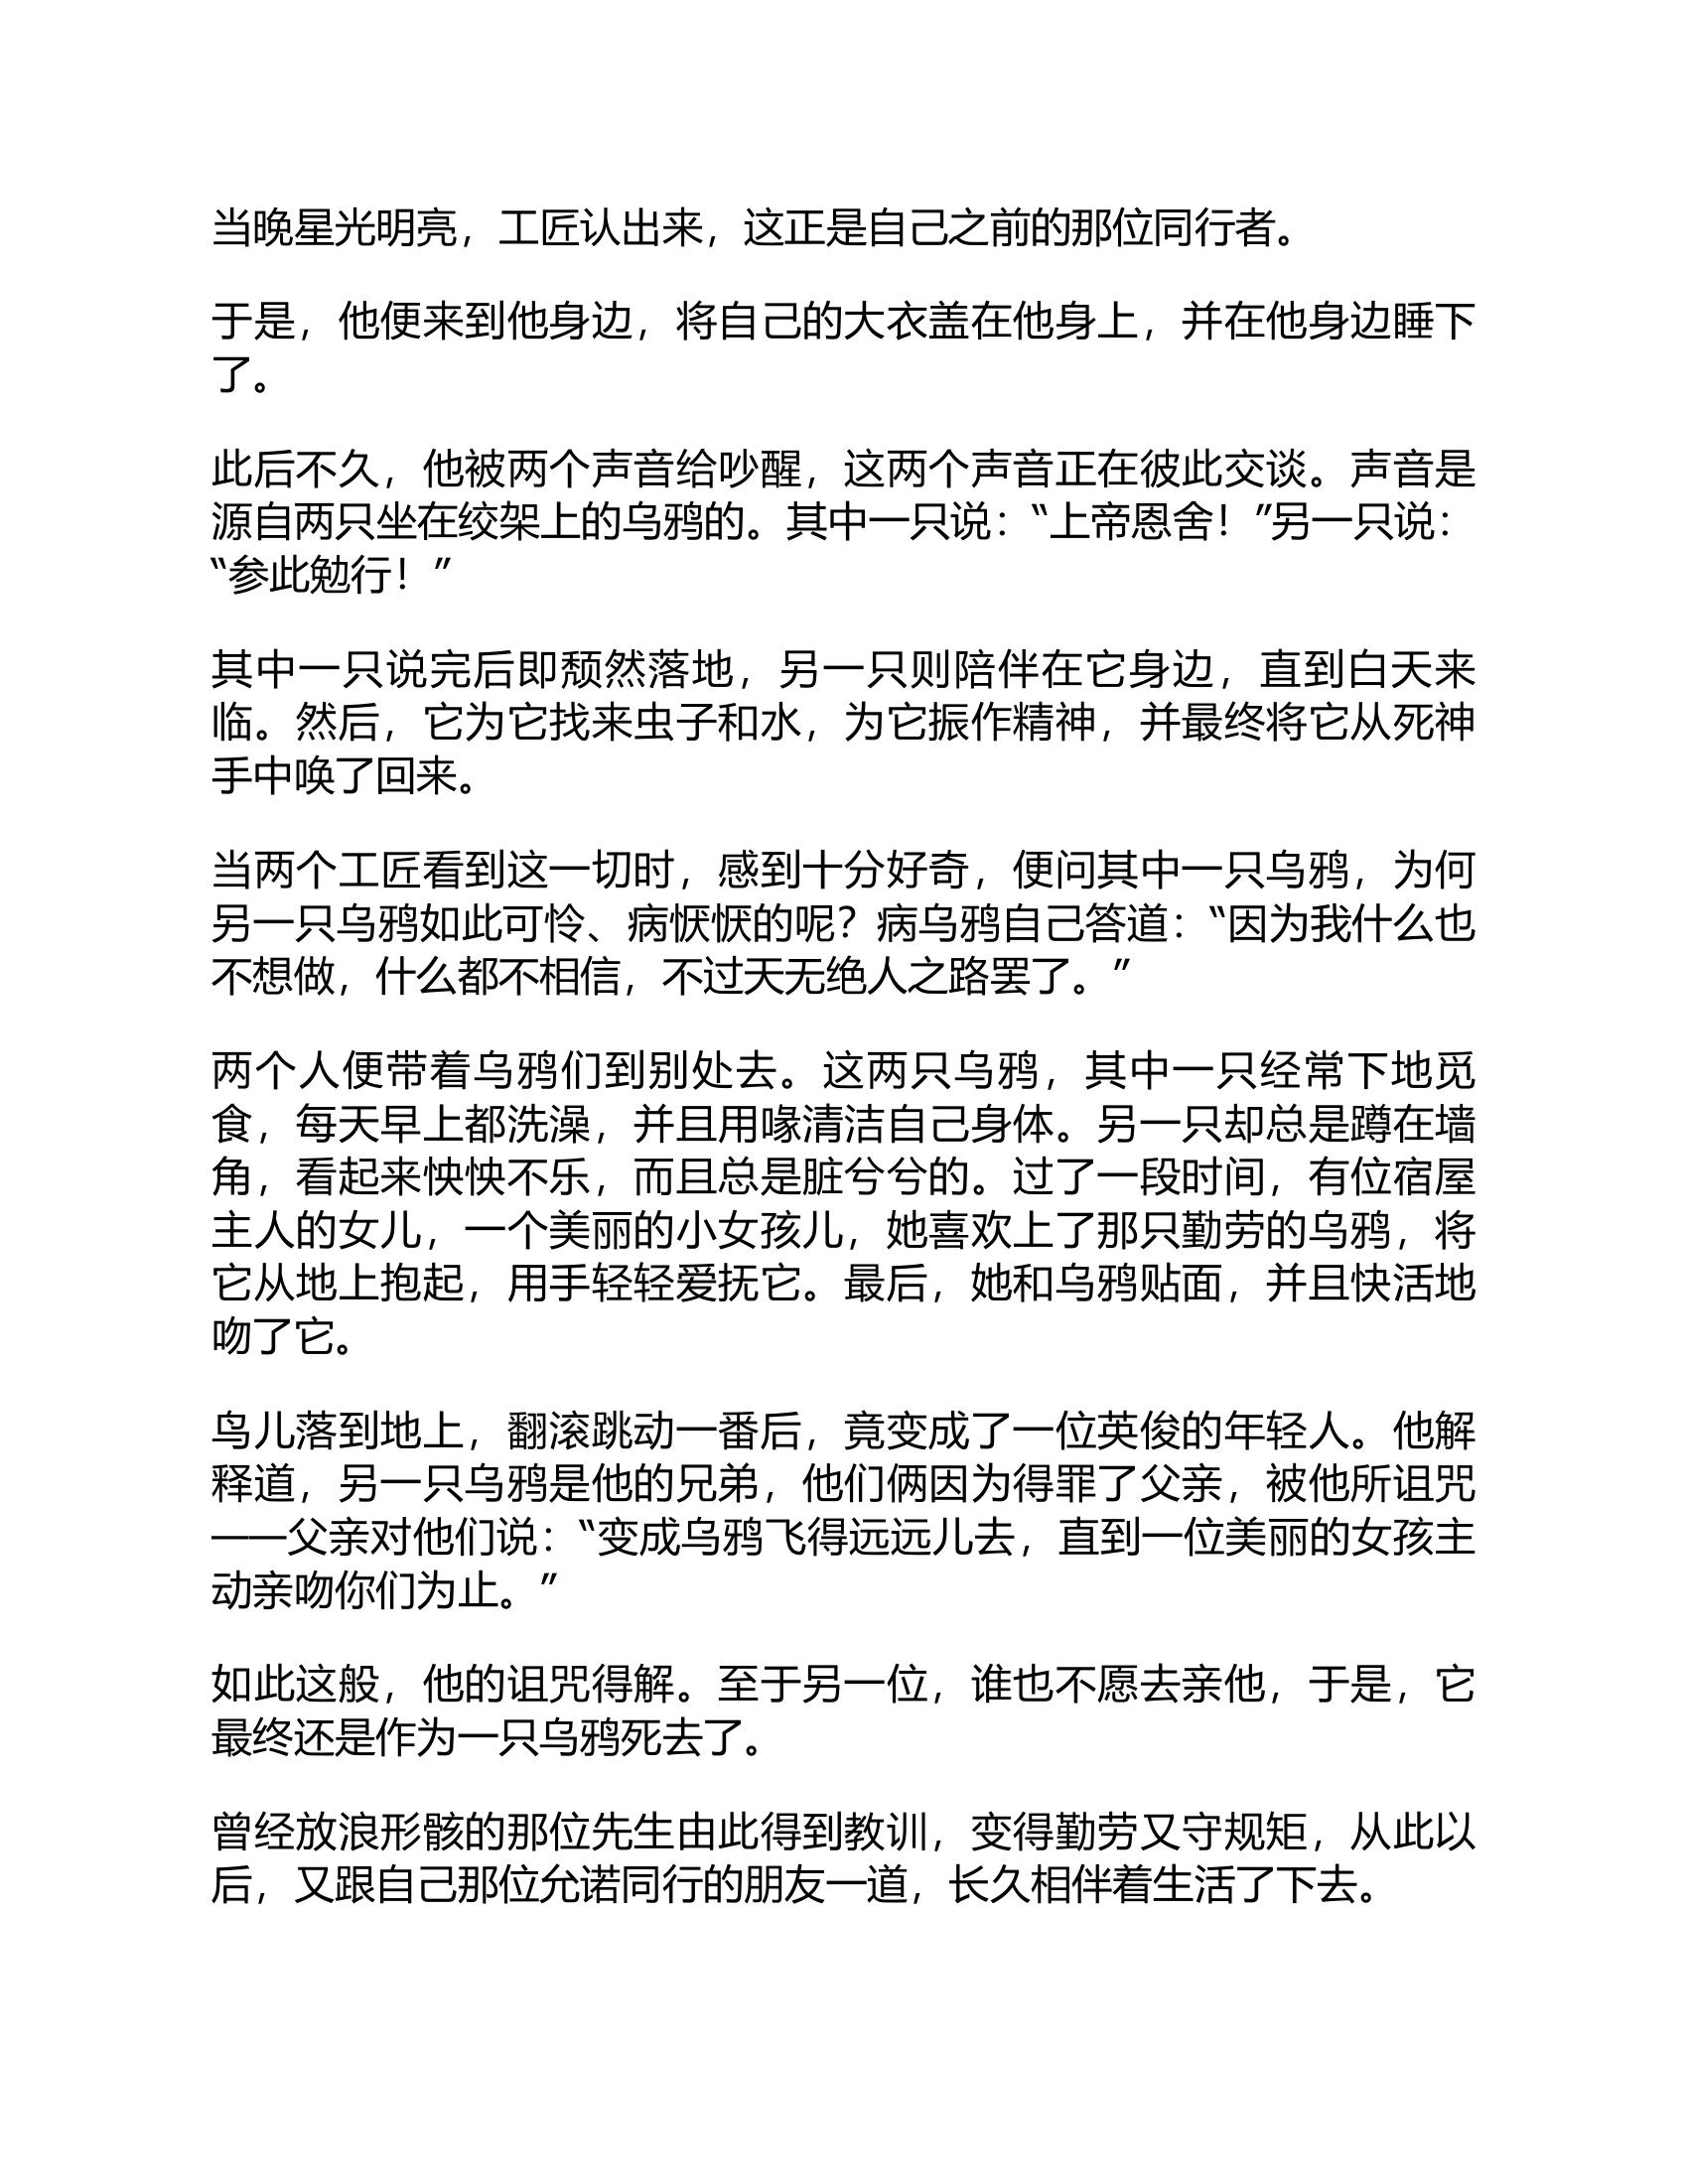 当晚星光明亮，工匠认出来，这正是自己之前的那位同行者。
于是，他便来到他身边，将自己的大衣盖在他身上，并在他身边睡下
了。
此后不久，他被两个声音给吵醒，这两个声音正在彼此交谈。声音是
源自两只坐在绞架上的乌鸦的。其中一只说：“上帝恩舍！”另一只说：
“参此勉行！”
其中一只说完后即颓然落地，另一只则陪伴在它身边，直到白天来
临。然后，它为它找来虫子和水，为它振作精神，并最终将它从死神
手中唤了回来。
当两个工匠看到这一切时，感到十分好奇，便问其中一只乌鸦，为何
另一只乌鸦如此可怜、病恹恹的呢？病乌鸦自己答道：“因为我什么也
不想做，什么都不相信，不过天无绝人之路罢了。”
两个人便带着乌鸦们到别处去。这两只乌鸦，其中一只经常下地觅
食，每天早上都洗澡，并且用喙清洁自己身体。另一只却总是蹲在墙
角，看起来怏怏不乐，而且总是脏兮兮的。过了一段时间，有位宿屋
主人的女儿，一个美丽的小女孩儿，她喜欢上了那只勤劳的乌鸦，将
它从地上抱起，用手轻轻爱抚它。最后，她和乌鸦贴面，并且快活地
吻了它。
鸟儿落到地上，翻滚跳动一番后，竟变成了一位英俊的年轻人。他解
释道，另一只乌鸦是他的兄弟，他们俩因为得罪了父亲，被他所诅咒
——父亲对他们说：“变成乌鸦飞得远远儿去，直到一位美丽的女孩主
动亲吻你们为止。”
如此这般，他的诅咒得解。至于另一位，谁也不愿去亲他，于是，它
最终还是作为一只乌鸦死去了。
曾经放浪形骸的那位先生由此得到教训，变得勤劳又守规矩，从此以
后，又跟自己那位允诺同行的朋友一道，长久相伴着生活了下去。